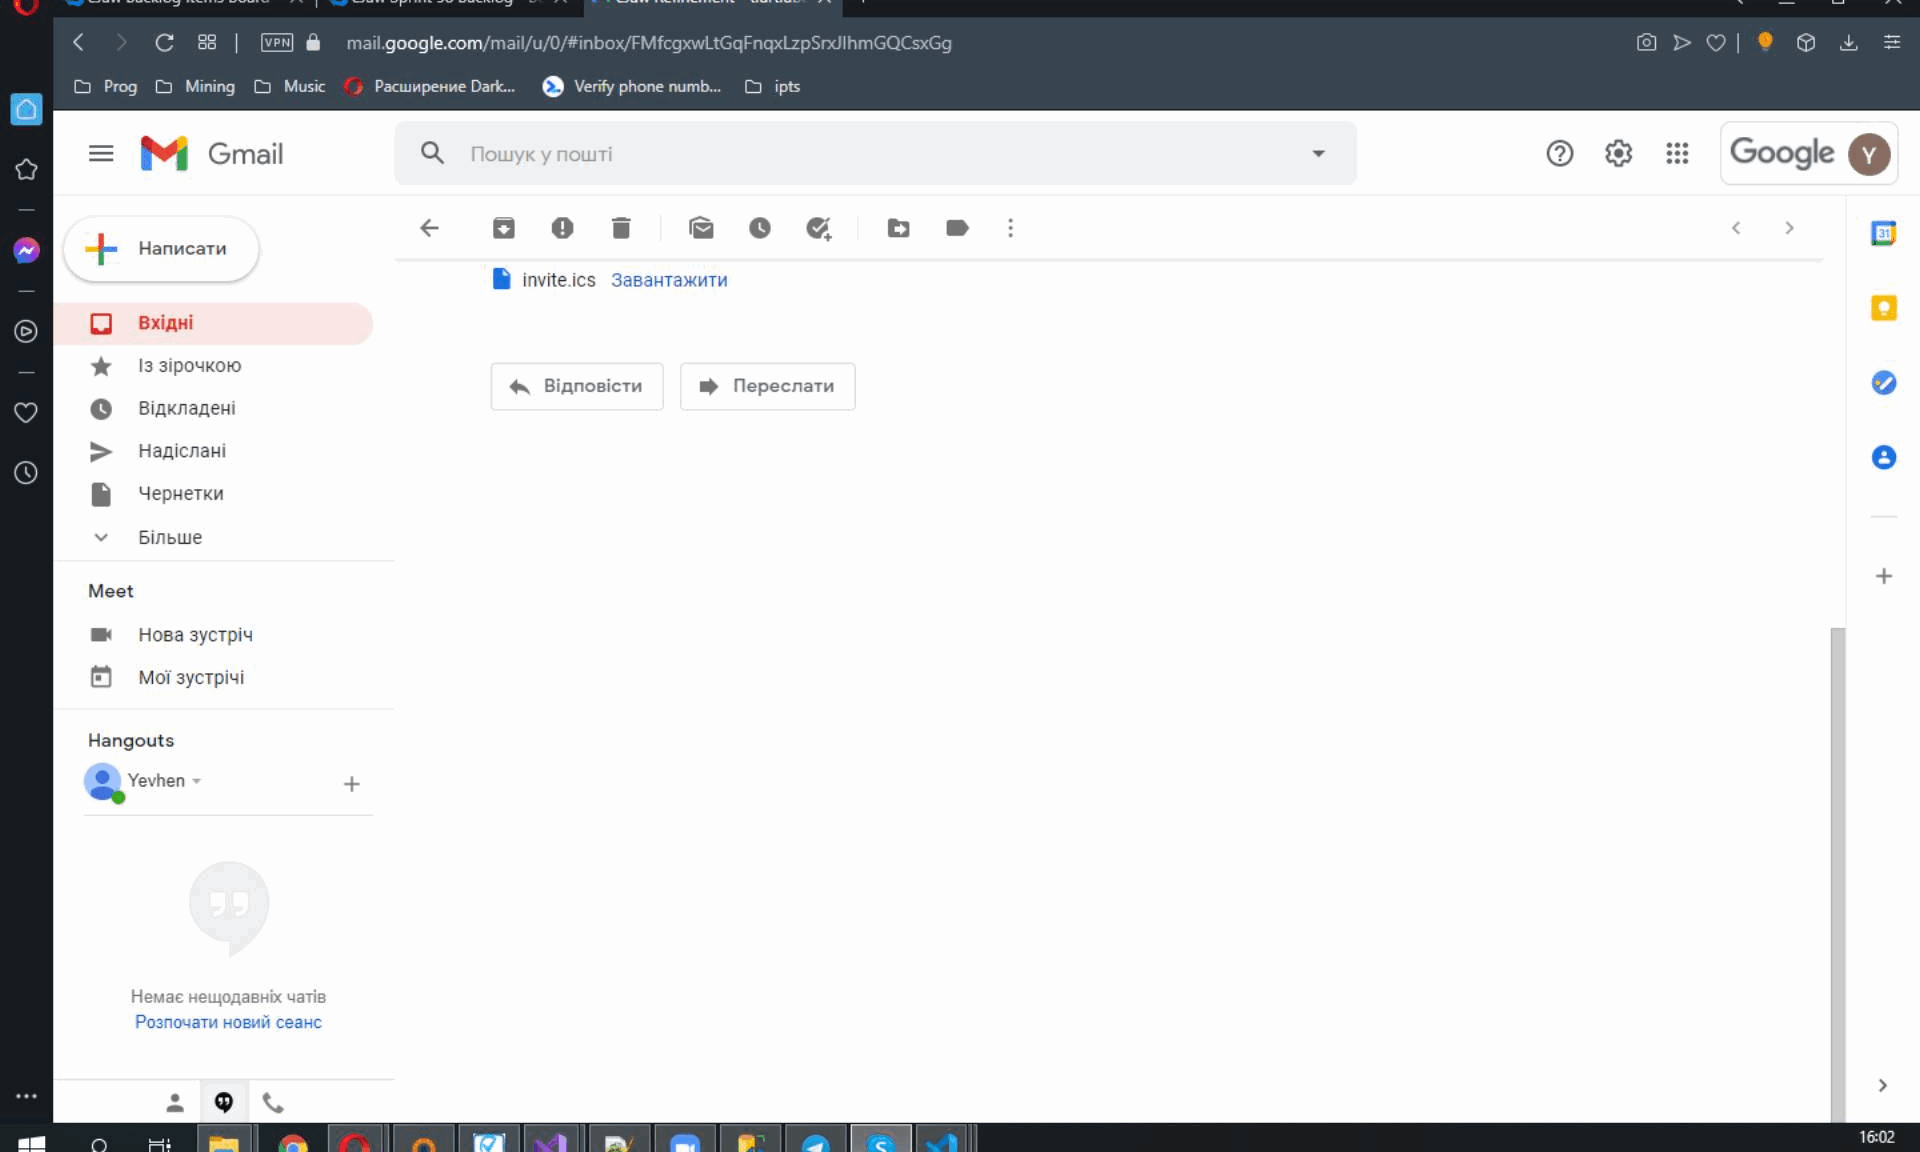 VPN
mail.google.com/mail/u/0/#inbox/FMfcgxwLtGqFnqxLzpSrxJlhmGQCsxGg
Prog
Mining
Music
Расширение Dark...
Verify phone numb...
ipts
Gmail
Пошук у пошті
Google
Y
Написати
invite.ics Завантажити
Вхідні
Із зірочкою
Відповісти
Переслати
Відкладені
Надіслані
Чернетки
Більше
Meet
Нова зустріч
Мої зустрічі
Hangouts
Yevhen
Немає нещодавніх чатів
Розпочати новий сеанс
31
16:02